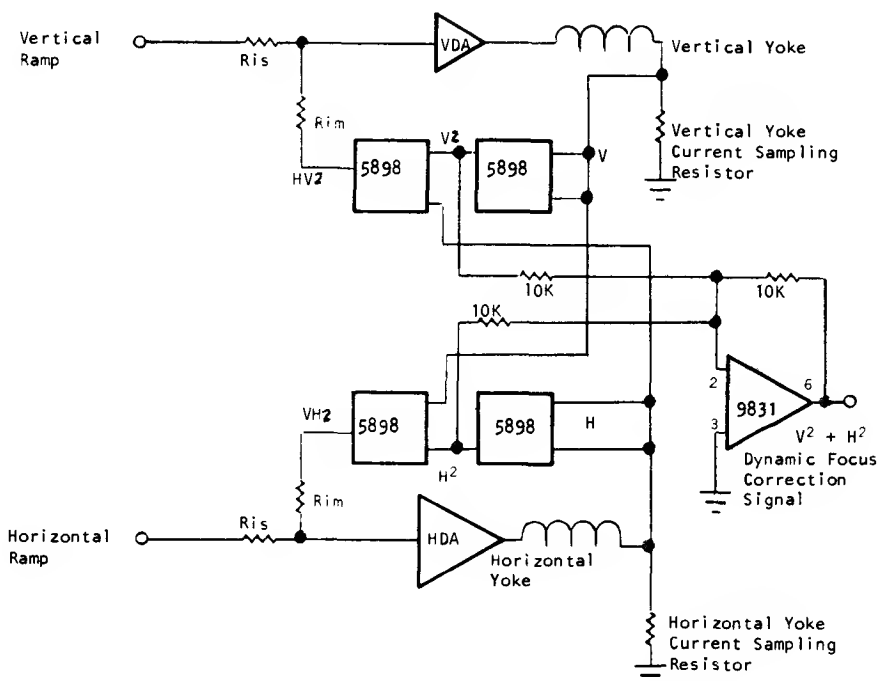 Vertical
Ramp
Ris
VDA
Vertical Yoke
Rim
HV2
5898
V2
5898
V
Vertical Yoke
Current Sampling
Resistor
10K
10K
10K
VH2
5898
H²
5898
H
2
3
9831
6
V² + H²
Dynamic Focus
Correction
Signal
Rim
Horizontal
Ramp
Ris
HDA
Horizontal
Yoke
Horizontal Yoke
Current Sampling
Resistor